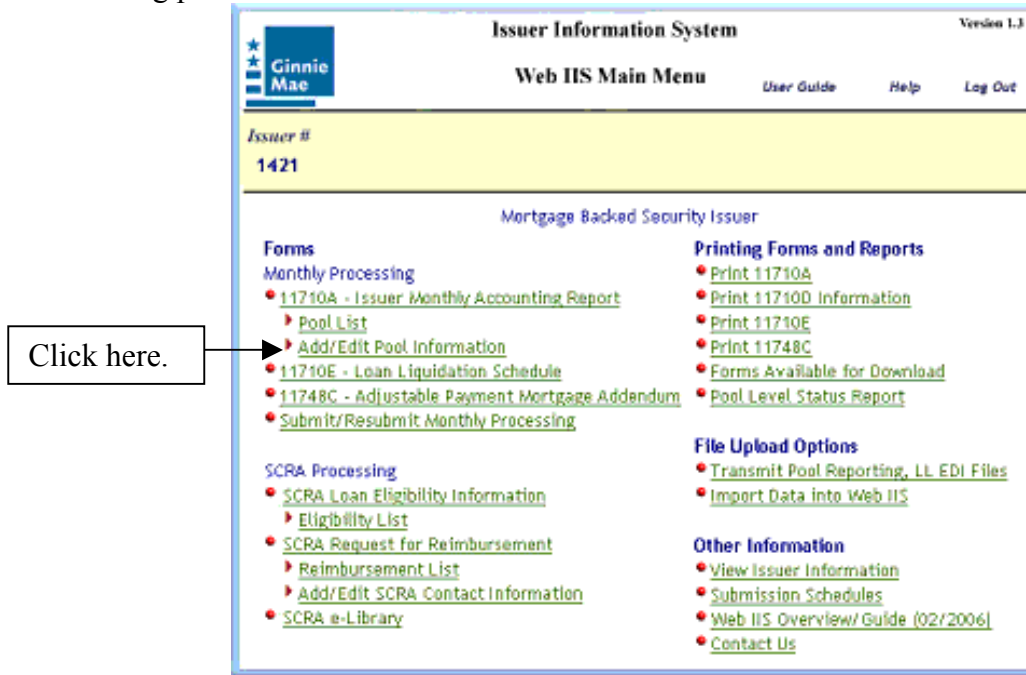 Issuer Information System
Version 1.3
Ginnie
Mae
Web IIS Main Menu
User Guide
Help
Log Out
Issuer #
1421
Mortgage Backed Security Issuer
Forms
Monthly Processing
11710A - Issuer Monthly Accounting Report
Pool List
Add/Edit Pool Information
11710E - Loan Liquidation Schedule
11748C - Adjustable Payment Mortgage Addendum
Submit/Resubmit Monthly Processing
SCRA Processing
SCRA Loan Eligibility Information
Eligibility List
SCRA Request for Reimbursement
Reimbursement List
Add/Edit SCRA Contact Information
SCRA e-Library
Printing Forms and Reports
Print 11710A
Print 11710D Information
Print 11710E
Print 11748C
Forms Available for Download
Pool Level Status Report
File Upload Options
Transmit Pool Reporting, LL EDI Files
Import Data into Web IIS
Other Information
View Issuer Information
Submission Schedules
Web IIS Overview/ Guide (02/2006)
Contact Us
Click here.